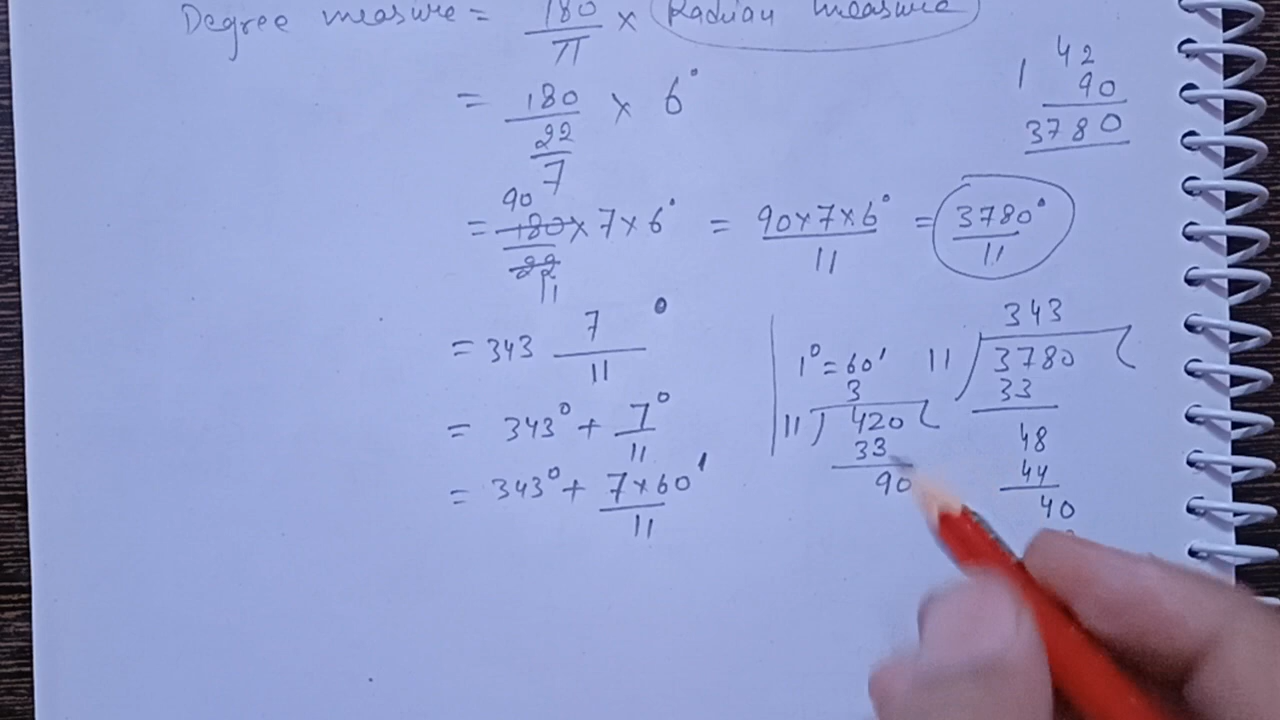 Degree measure = 180/π × Radian measure
= 180/(22/7) × 6°
42
90
3780
90
= 180 × 7 × 6°/22 = 90×7×6°/11 = 3780°/11
11
= 343 7/11 °
= 343° + 7°/11
= 343° + 7×60'/11
1° = 60'
3
11 ) 420 (
33
90
343
11 ) 3780 (
33
48
44
40